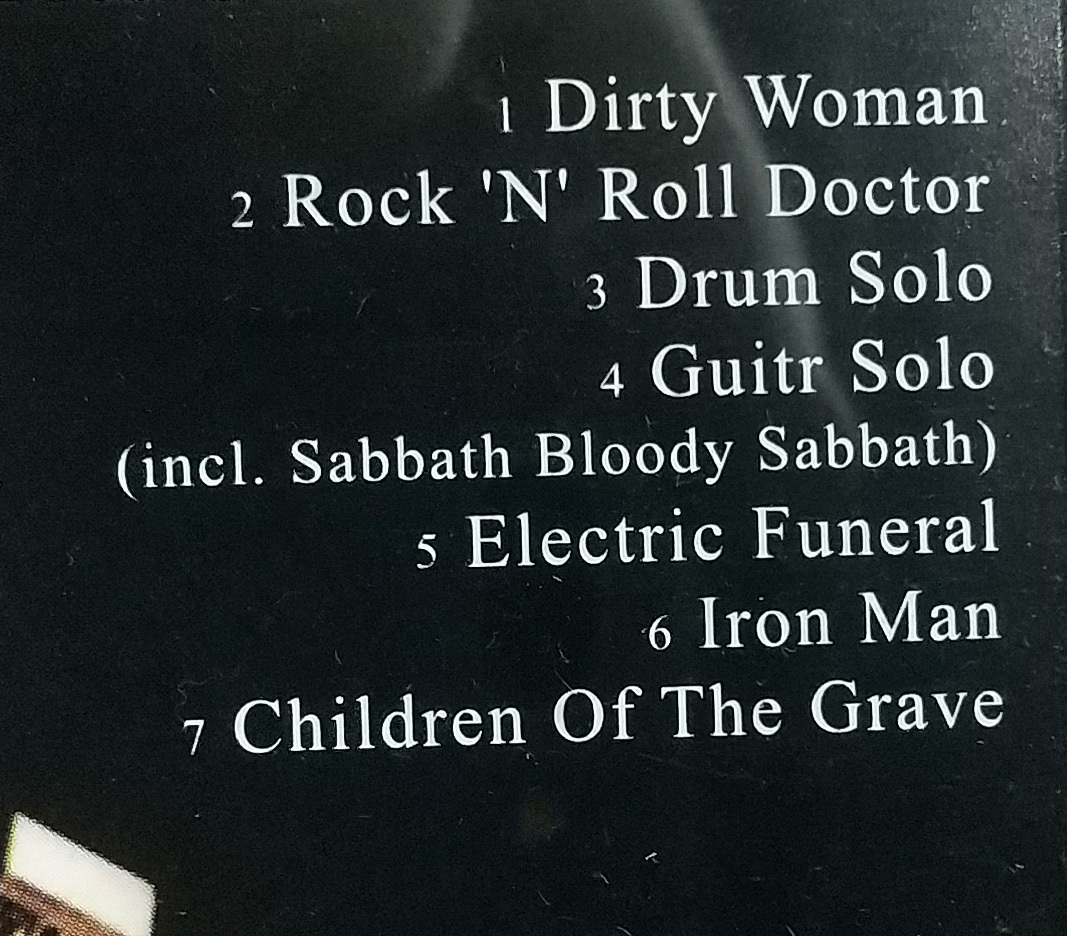 1 Dirty Woman
2 Rock 'N' Roll Doctor
3 Drum Solo
4 Guitr Solo
(incl. Sabbath Bloody Sabbath)
5 Electric Funeral
6 Iron Man
7 Children Of The Grave